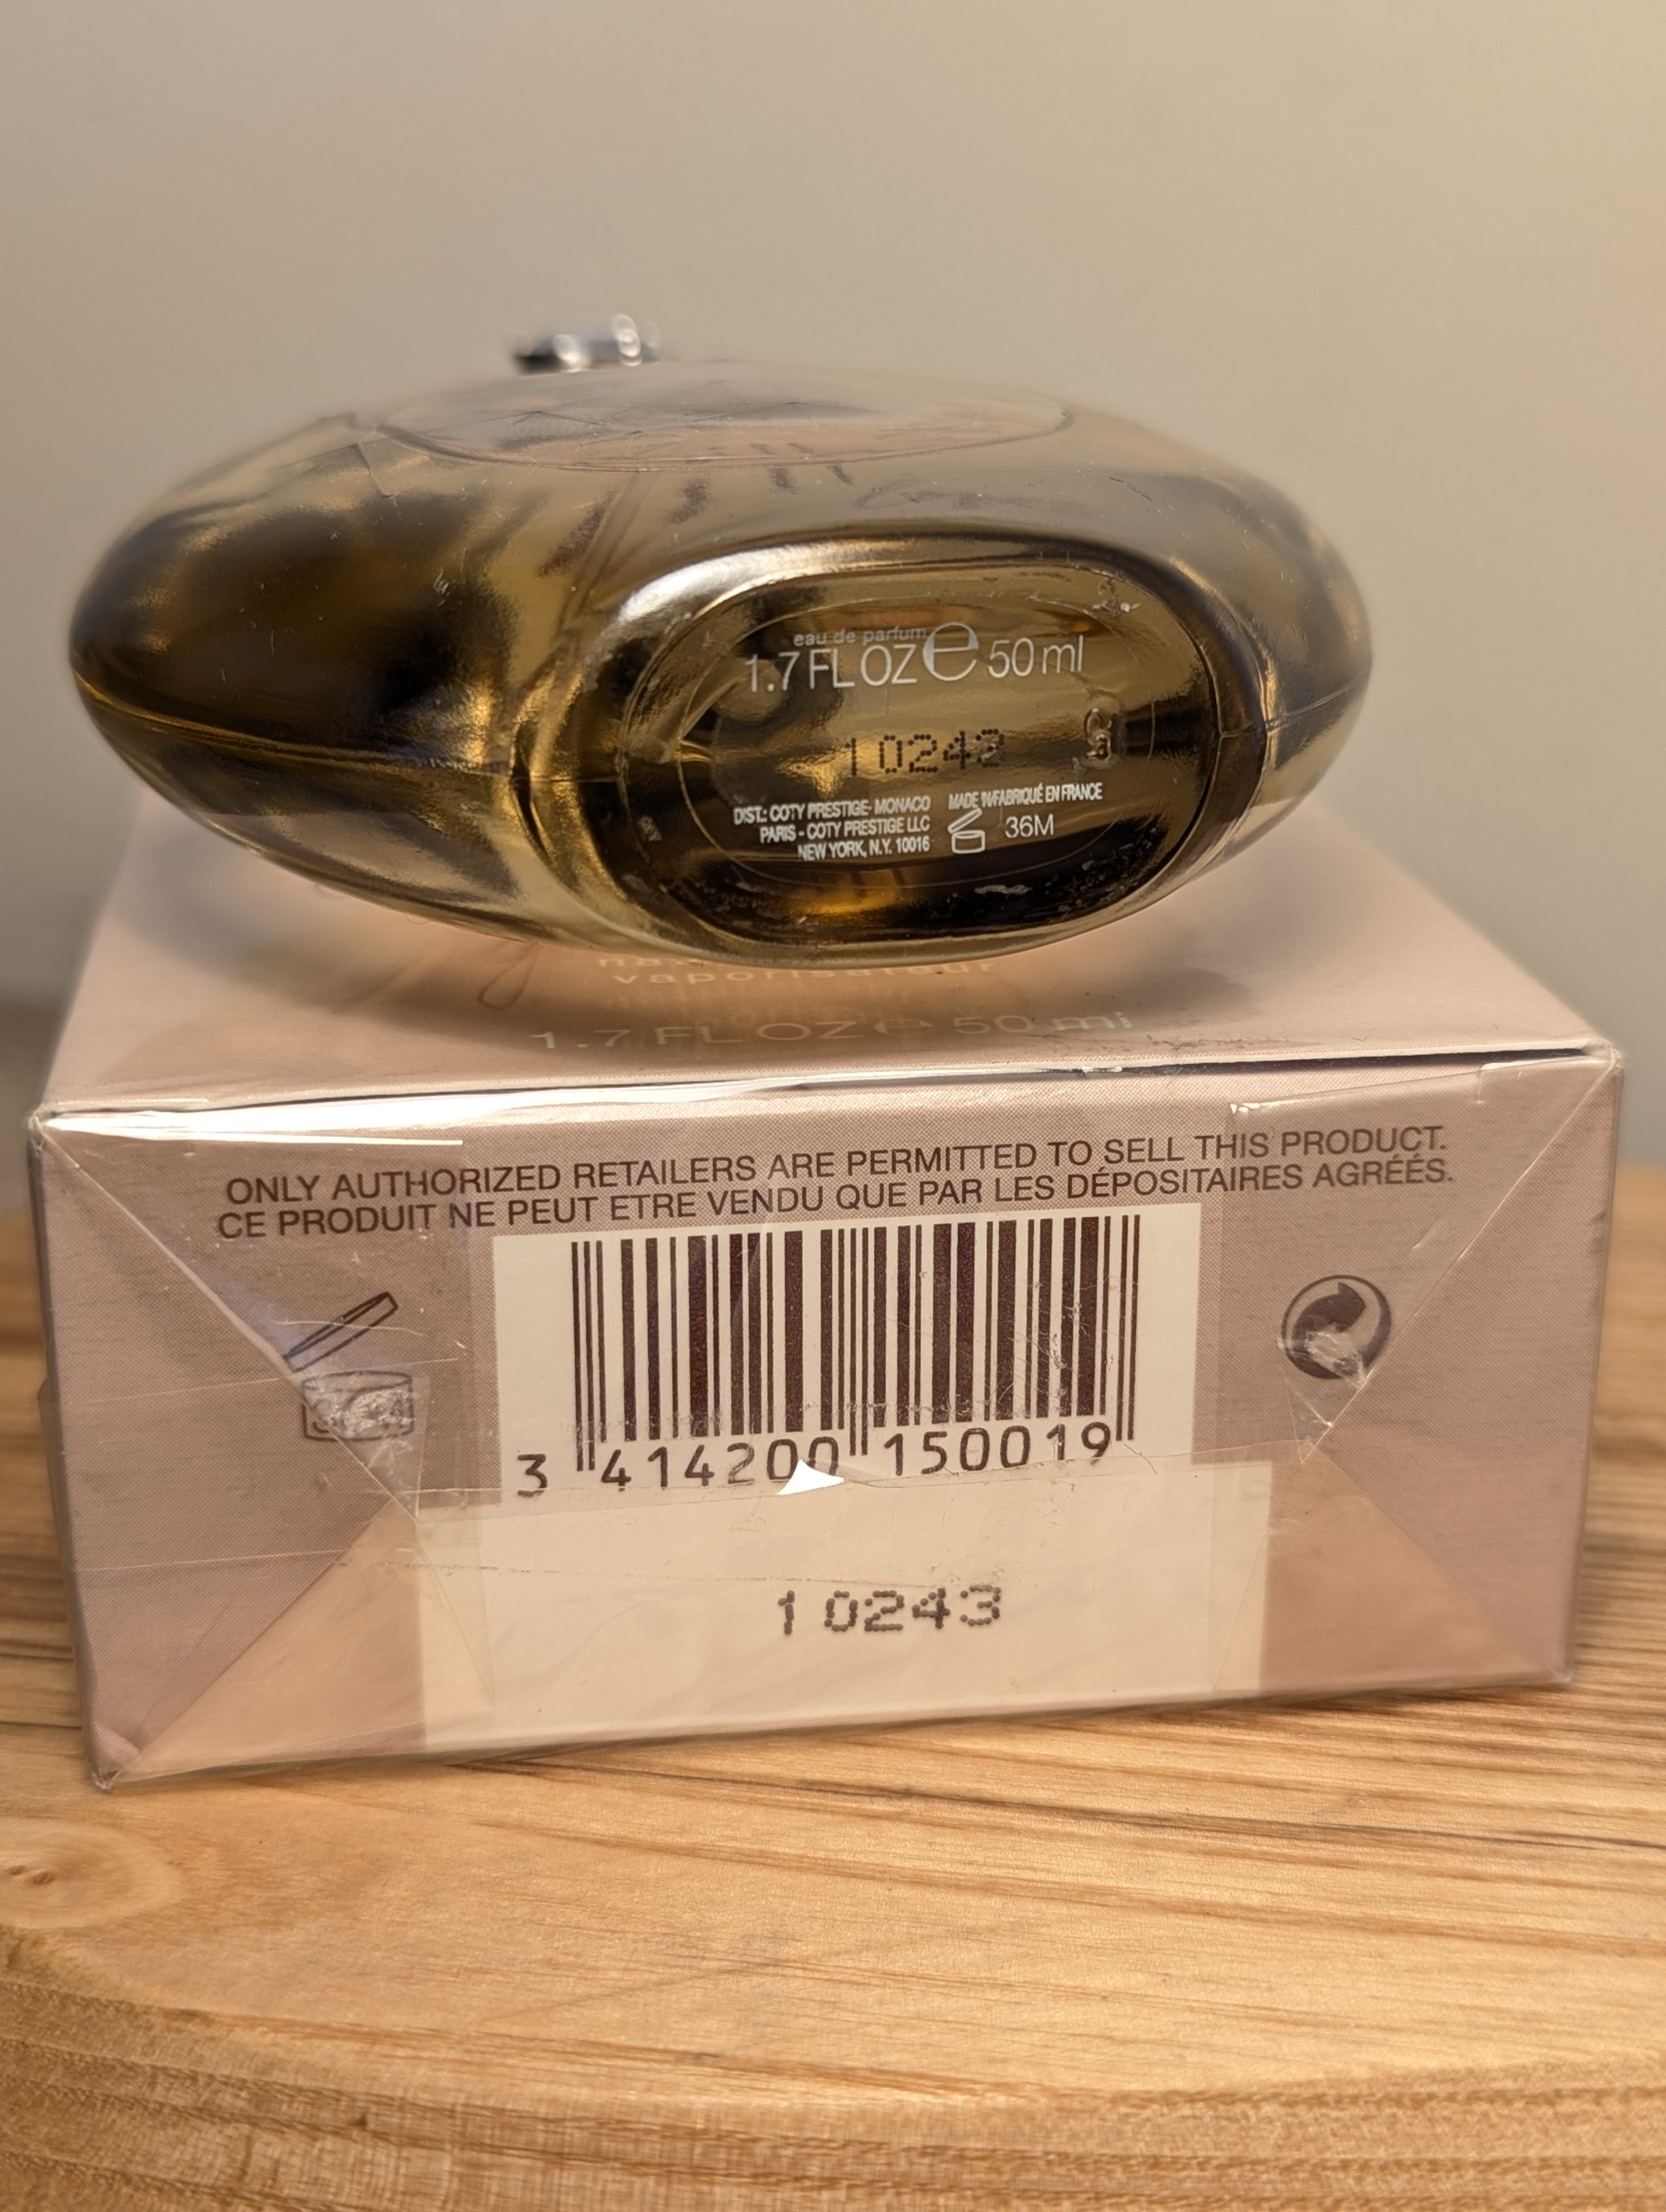 eau de parfum
1.7 FL OZ e 50 ml
10243
DIST.: COTY PRESTIGE- MONACO
PARIS - COTY PRESTIGE LLC
NEW YORK, N.Y. 10016
MADE IN/FABRIQUÉ EN FRANCE
36M
vaporisateur
1.7 FL OZ e 50 ml
ONLY AUTHORIZED RETAILERS ARE PERMITTED TO SELL THIS PRODUCT.
CE PRODUIT NE PEUT ETRE VENDU QUE PAR LES DÉPOSITAIRES AGRÉÉS.
3 414200 150019
10243